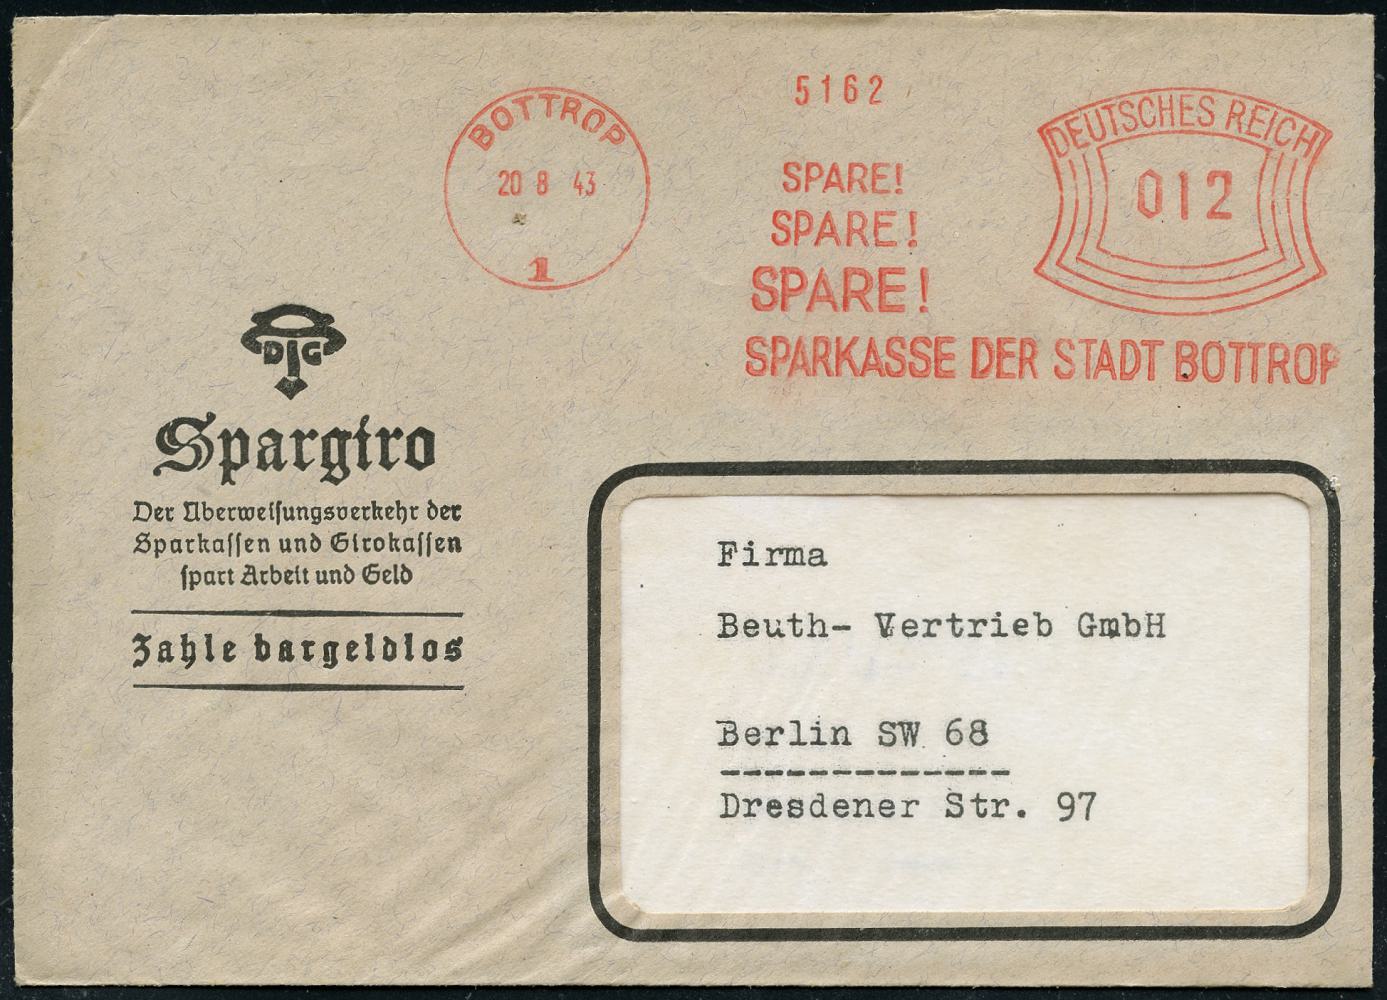 5162
BOTTROP
20 8 43
1
SPARE!
SPARE!
SPARE!
SPARKASSE DER STADT BOTTROP
DEUTSCHES REICH
012
DSG
Spargiro
Der Überweisungsverkehr der
Sparkassen und Girokassen
spart Arbeit und Geld
Zahle bargeldlos
Firma
Beuth- Vertrieb GmbH
Berlin SW 68
-------------
Dresdener Str. 97